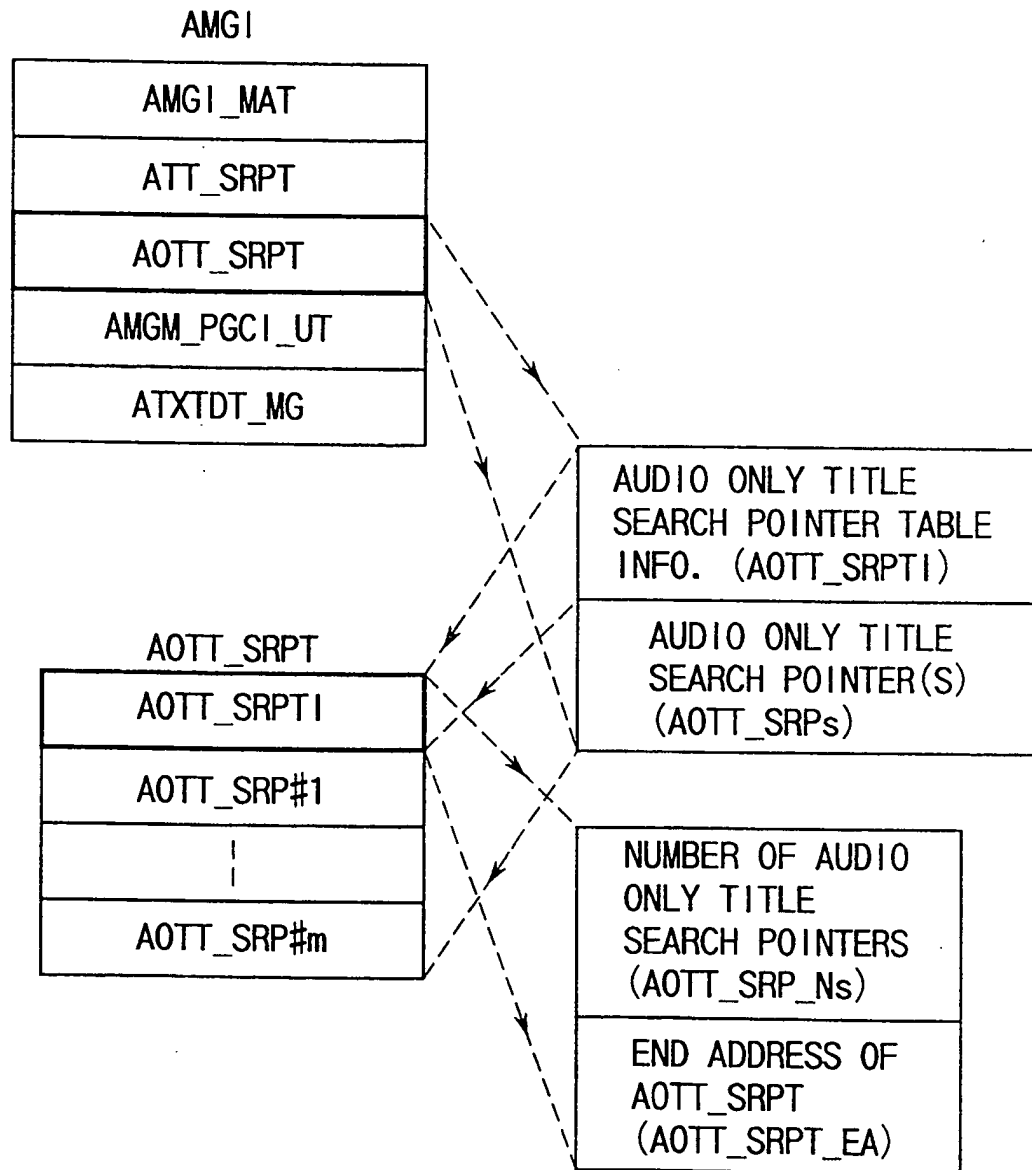 AMGI
AMGI_MAT
ATT_SRPT
AOTT_SRPT
AMGM_PGCI_UT
ATXTDT_MG
AUDIO ONLY TITLE
SEARCH POINTER TABLE
INFO. (AOTT_SRPTI)
AUDIO ONLY TITLE
SEARCH POINTER(S)
(AOTT_SRPs)
AOTT_SRPT
AOTT_SRPTI
AOTT_SRP#1
AOTT_SRP#m
NUMBER OF AUDIO
ONLY TITLE
SEARCH POINTERS
(AOTT_SRP_Ns)
END ADDRESS OF
AOTT_SRPT
(AOTT_SRPT_EA)